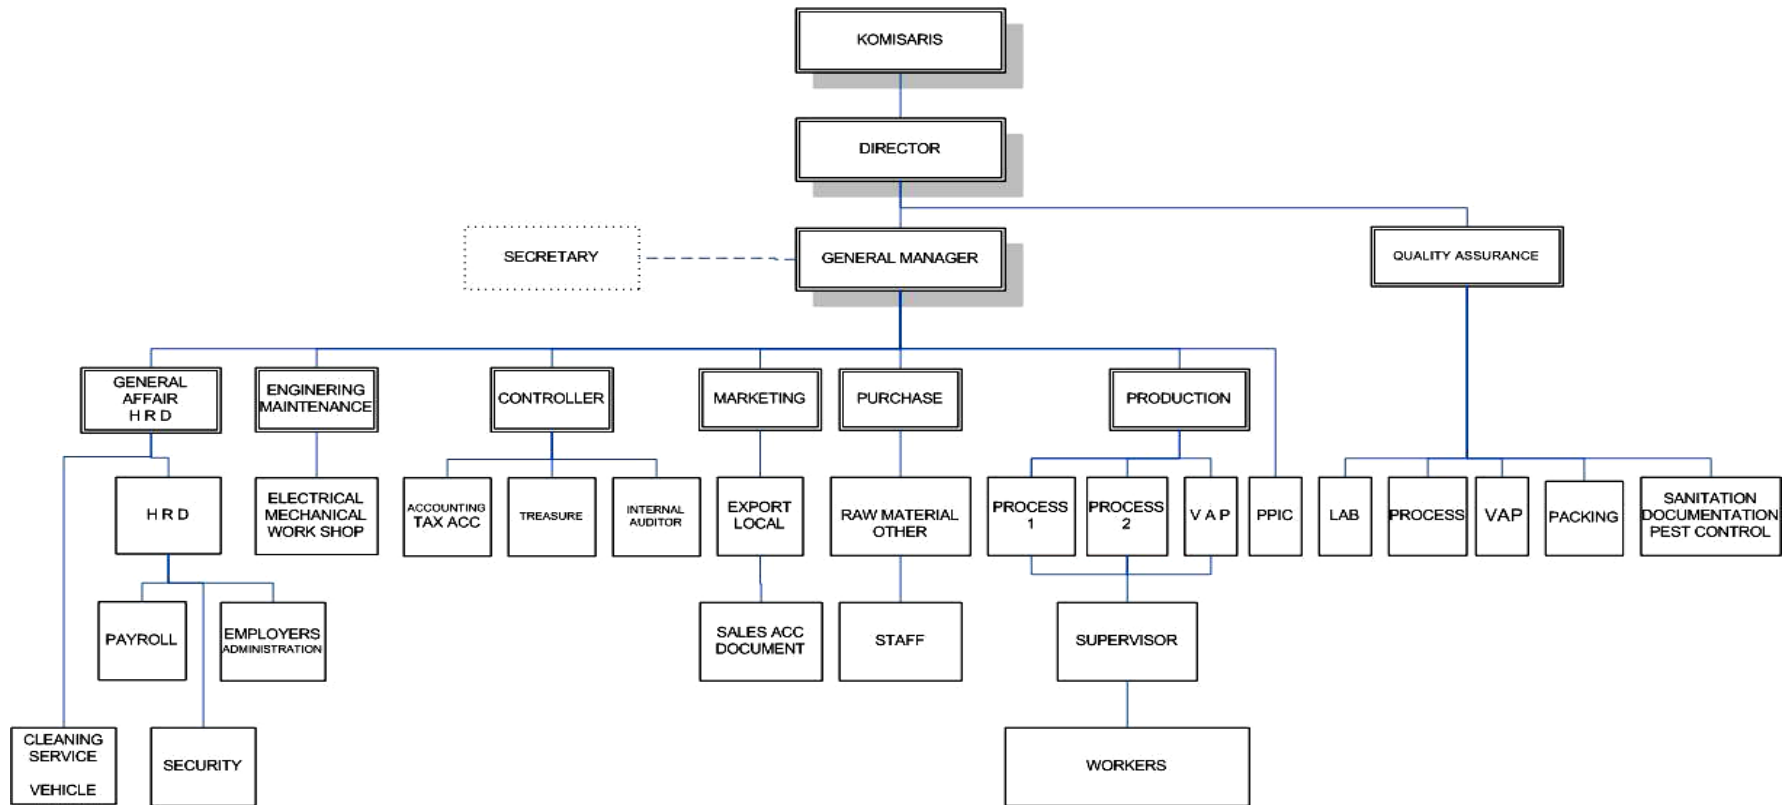 KOMISARIS
DIRECTOR
SECRETARY
GENERAL MANAGER
QUALITY ASSURANCE
GENERAL
AFFAIR
H R D
ENGINERING
MAINTENANCE
CONTROLLER
MARKETING
PURCHASE
PRODUCTION
H R D
ELECTRICAL
MECHANICAL
WORK SHOP
ACCOUNTING
TAX ACC
TREASURE
INTERNAL
AUDITOR
EXPORT
LOCAL
RAW MATERIAL
OTHER
PROCESS
1
PROCESS
2
V A P
PPIC
LAB
PROCESS
VAP
PACKING
SANITATION
DOCUMENTATION
PEST CONTROL
PAYROLL
EMPLOYERS
ADMINISTRATION
SALES ACC
DOCUMENT
STAFF
SUPERVISOR
CLEANING
SERVICE
VEHICLE
SECURITY
WORKERS